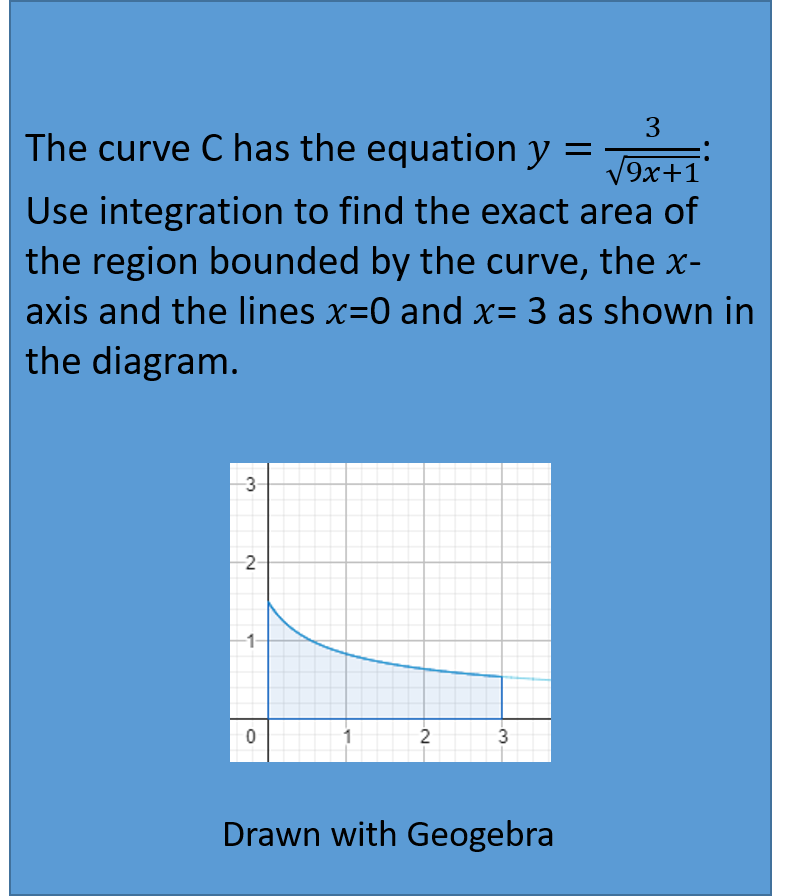 The curve C has the equation y = 3/√(9x+1):
Use integration to find the exact area of
the region bounded by the curve, the x-
axis and the lines x=0 and x= 3 as shown in
the diagram.
3
2
1
0 1 2 3
Drawn with Geogebra